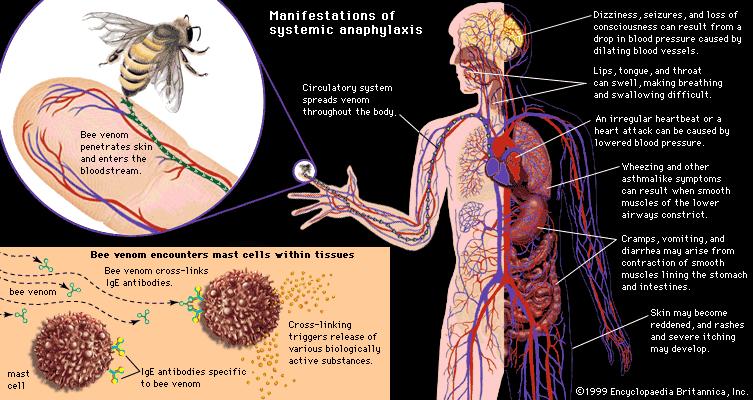 Manifestations of
systemic anaphylaxis
Bee venom
penetrates skin
and enters the
bloodstream.
Circulatory system
spreads venom
throughout the body.
Dizziness, seizures, and loss of
consciousness can result from a
drop in blood pressure caused by
dilating blood vessels.
Lips, tongue, and throat
can swell, making breathing
and swallowing difficult.
An irregular heartbeat or a
heart attack can be caused by
lowered blood pressure.
Wheezing and other
asthmalike symptoms
can result when smooth
muscles of the lower
airways constrict.
Cramps, vomiting, and
diarrhea may arise from
contraction of smooth
muscles lining the stomach
and intestines.
Skin may become
reddened, and rashes
and severe itching
may develop.
Bee venom encounters mast cells within tissues
Bee venom cross-links
IgE antibodies.
bee venom
Cross-linking
triggers release of
various biologically
active substances.
mast
cell
IgE antibodies specific
to bee venom
©1999 Encyclopaedia Britannica, Inc.